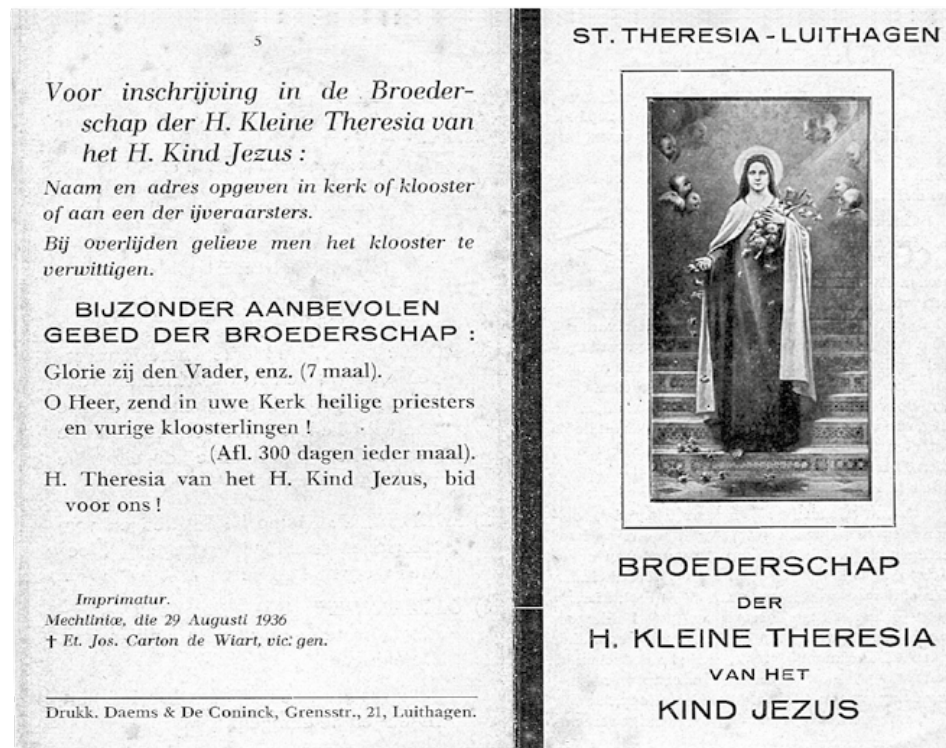 5
Voor inschrijving in de Broeder-
schap der H. Kleine Theresia van
het H. Kind Jezus :
Naam en adres opgeven in kerk of klooster
of aan een der ijveraarsters.
Bij overlijden gelieve men het klooster te
verwittigen.
BIJZONDER AANBEVOLEN
GEBED DER BROEDERSCHAP :
Glorie zij den Vader, enz. (7 maal).
O Heer, zend in uwe Kerk heilige priesters
en vurige kloosterlingen !
(Afl. 300 dagen ieder maal).
H. Theresia van het H. Kind Jezus, bid
voor ons !
Imprimatur.
Mechliniæ, die 29 Augusti 1936
† Et. Jos. Carton de Wiart, vic. gen.
Drukk. Daems & De Coninck, Grensstr., 21, Luithagen.
ST. THERESIA - LUITHAGEN
BROEDERSCHAP
DER
H. KLEINE THERESIA
VAN HET
KIND JEZUS